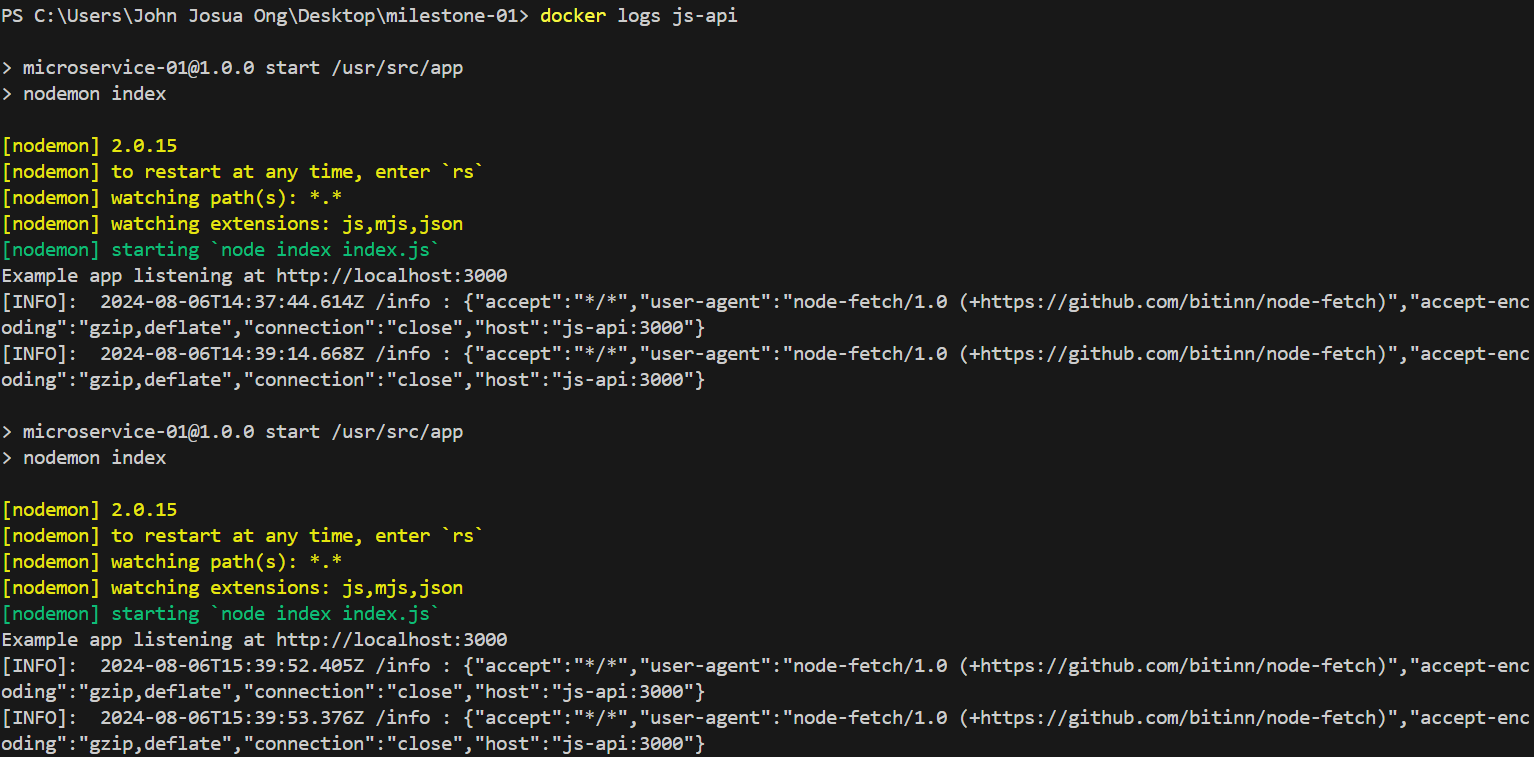 PS C:\Users\John Josua Ong\Desktop\milestone-01> docker logs js-api
> microservice-01@1.0.0 start /usr/src/app
> nodemon index
[nodemon] 2.0.15
[nodemon] to restart at any time, enter `rs`
[nodemon] watching path(s): *.*
[nodemon] watching extensions: js,mjs,json
[nodemon] starting `node index index.js`
Example app listening at http://localhost:3000
[INFO]:  2024-08-06T14:37:44.614Z /info : {"accept":"*/*","user-agent":"node-fetch/1.0 (+https://github.com/bitinn/node-fetch)","accept-enc
oding":"gzip,deflate","connection":"close","host":"js-api:3000"}
[INFO]:  2024-08-06T14:39:14.668Z /info : {"accept":"*/*","user-agent":"node-fetch/1.0 (+https://github.com/bitinn/node-fetch)","accept-enc
oding":"gzip,deflate","connection":"close","host":"js-api:3000"}
> microservice-01@1.0.0 start /usr/src/app
> nodemon index
[nodemon] 2.0.15
[nodemon] to restart at any time, enter `rs`
[nodemon] watching path(s): *.*
[nodemon] watching extensions: js,mjs,json
[nodemon] starting `node index index.js`
Example app listening at http://localhost:3000
[INFO]:  2024-08-06T15:39:52.405Z /info : {"accept":"*/*","user-agent":"node-fetch/1.0 (+https://github.com/bitinn/node-fetch)","accept-enc
oding":"gzip,deflate","connection":"close","host":"js-api:3000"}
[INFO]:  2024-08-06T15:39:53.376Z /info : {"accept":"*/*","user-agent":"node-fetch/1.0 (+https://github.com/bitinn/node-fetch)","accept-enc
oding":"gzip,deflate","connection":"close","host":"js-api:3000"}